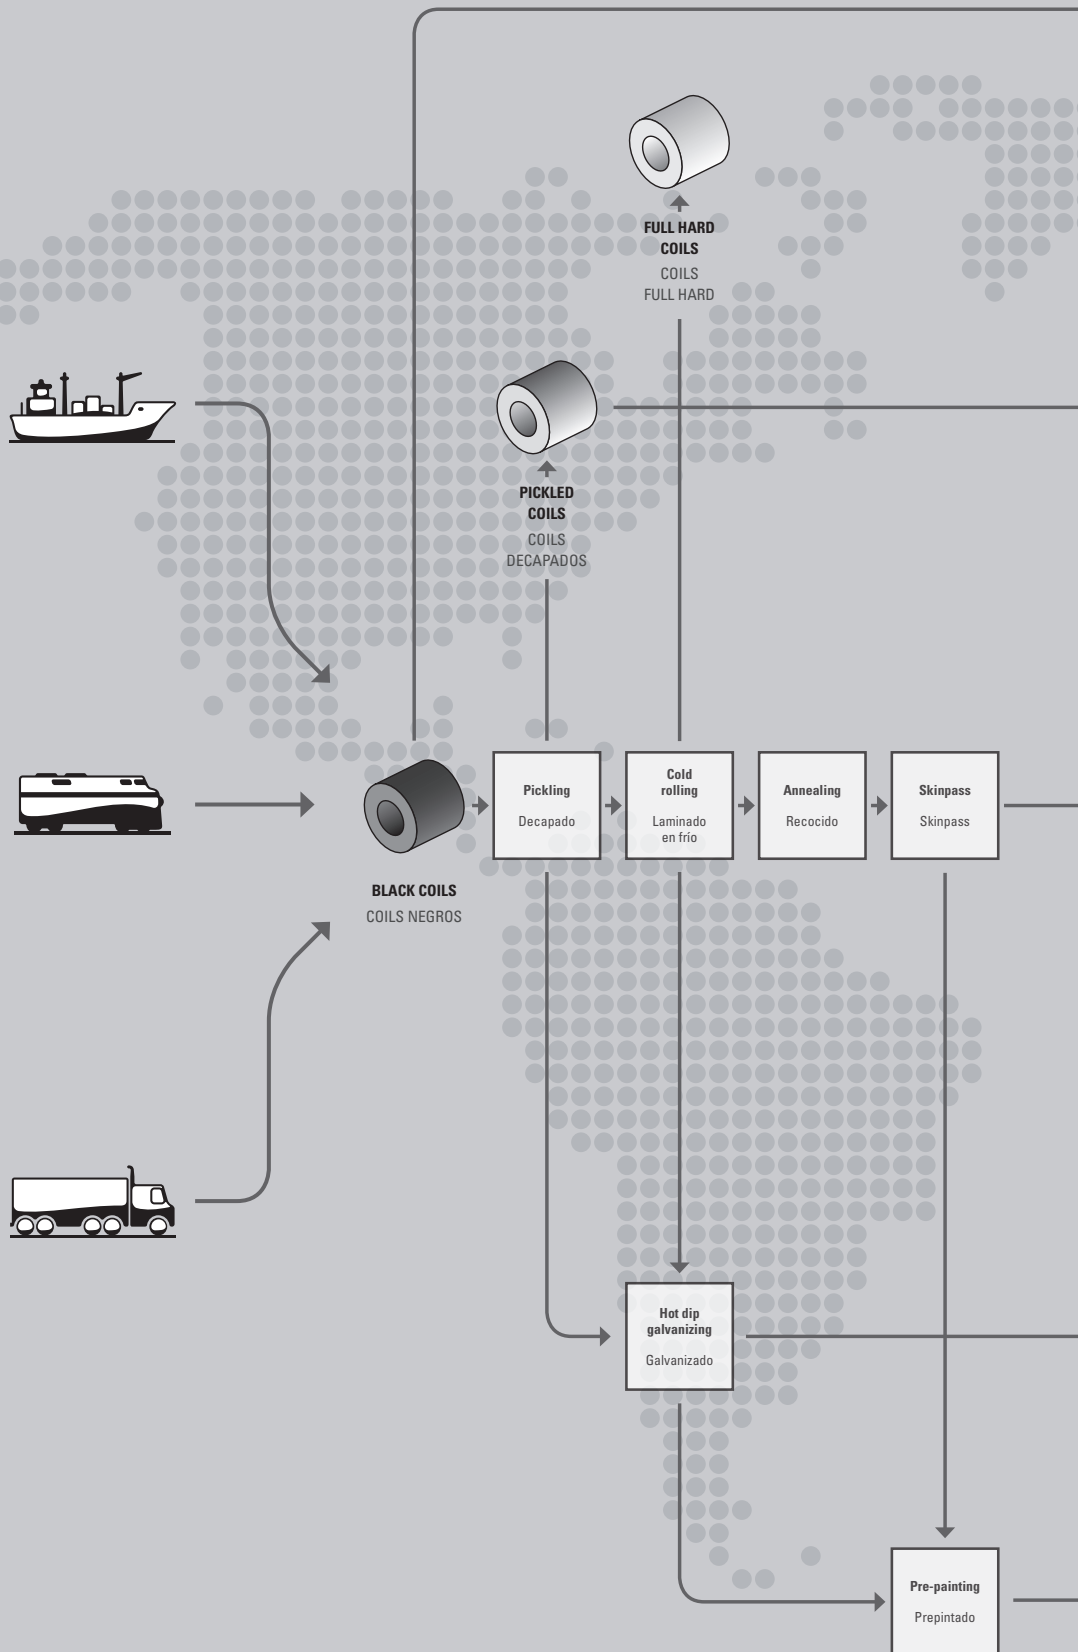 FULL HARD
COILS
COILS
FULL HARD
PICKLED
COILS
COILS
DECAPADOS
BLACK COILS
COILS NEGROS
Pickling
Decapado
Cold
rolling
Laminado
en frío
Annealing
Recocido
Skinpass
Skinpass
Hot dip
galvanizing
Galvanizado
Pre-painting
Prepintado